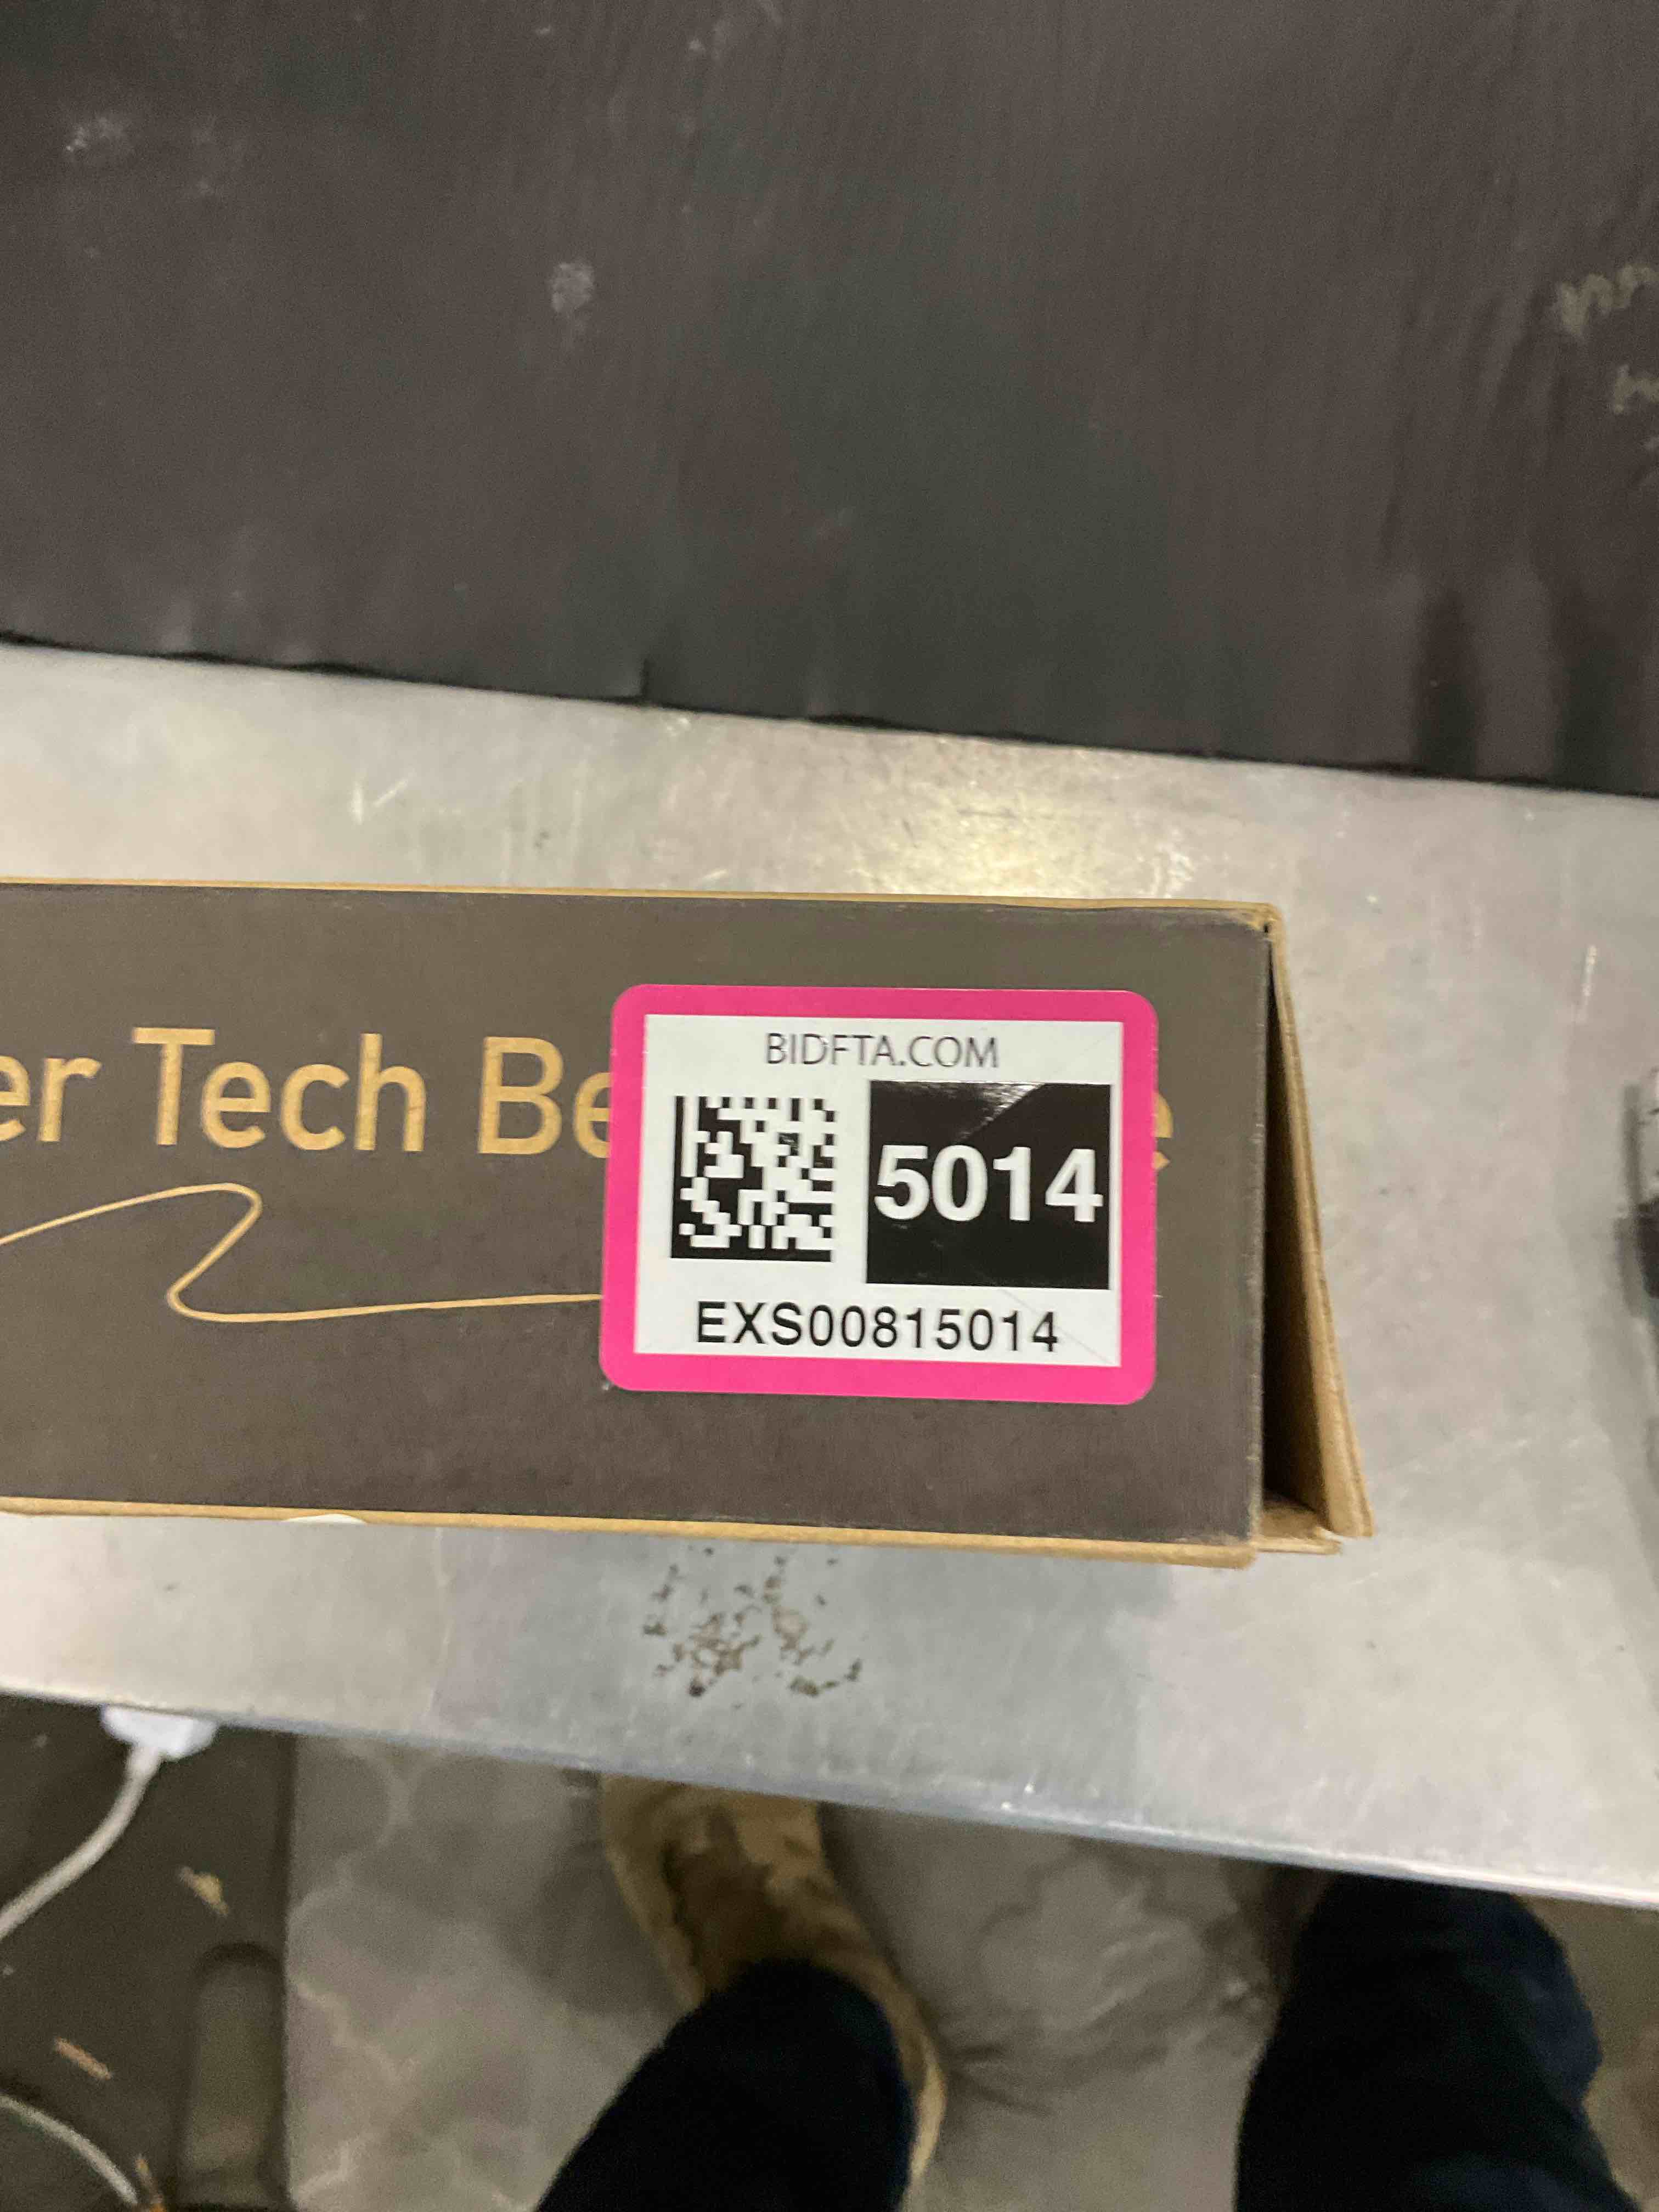 er Tech Be
e
BIDFTA.COM
5014
EXS00815014